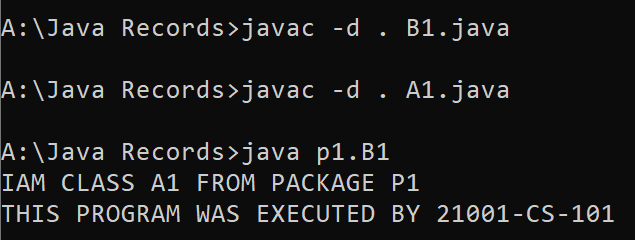 A:\Java Records>javac -d . B1.java
A:\Java Records>javac -d . A1.java
A:\Java Records>java p1.B1
IAM CLASS A1 FROM PACKAGE P1
THIS PROGRAM WAS EXECUTED BY 21001-CS-101